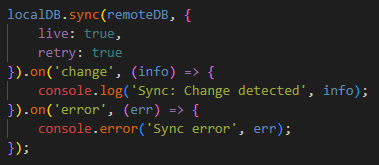 localDB.sync(remoteDB, {
    live: true,
    retry: true
}).on('change', (info) => {
    console.log('Sync: Change detected', info);
}).on('error', (err) => {
    console.error('Sync error', err);
});